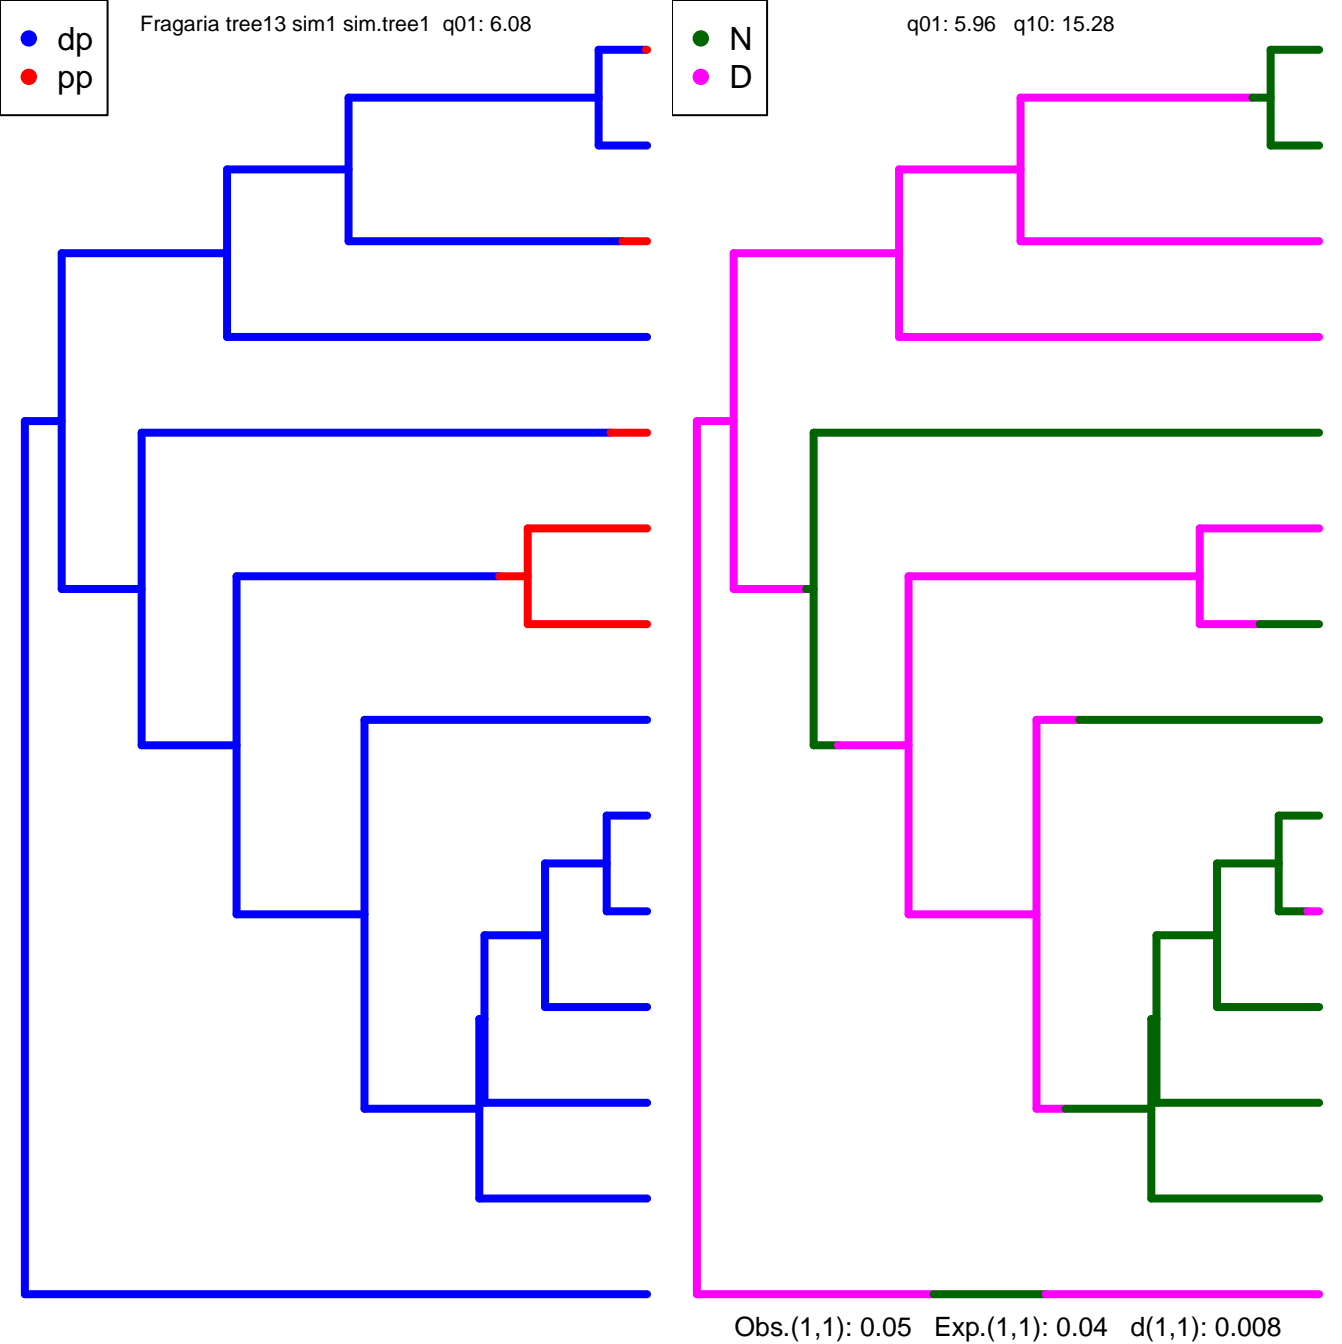 Fragaria tree13 sim1 sim.tree1 q01: 6.08
dp
pp
q01: 5.96 q10: 15.28
N
D
Obs.(1,1): 0.05 Exp.(1,1): 0.04 d(1,1): 0.008